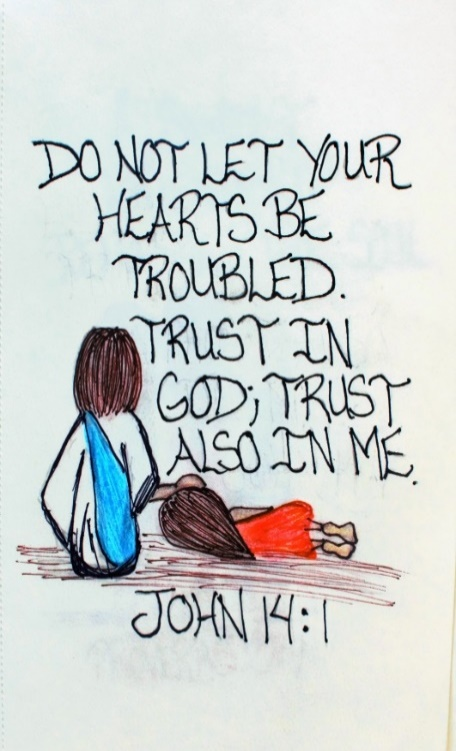 DO NOT LET YOUR
HEARTS BE
TROUBLED.
TRUST IN
GOD; TRUST
ALSO IN ME.
JOHN 14:1